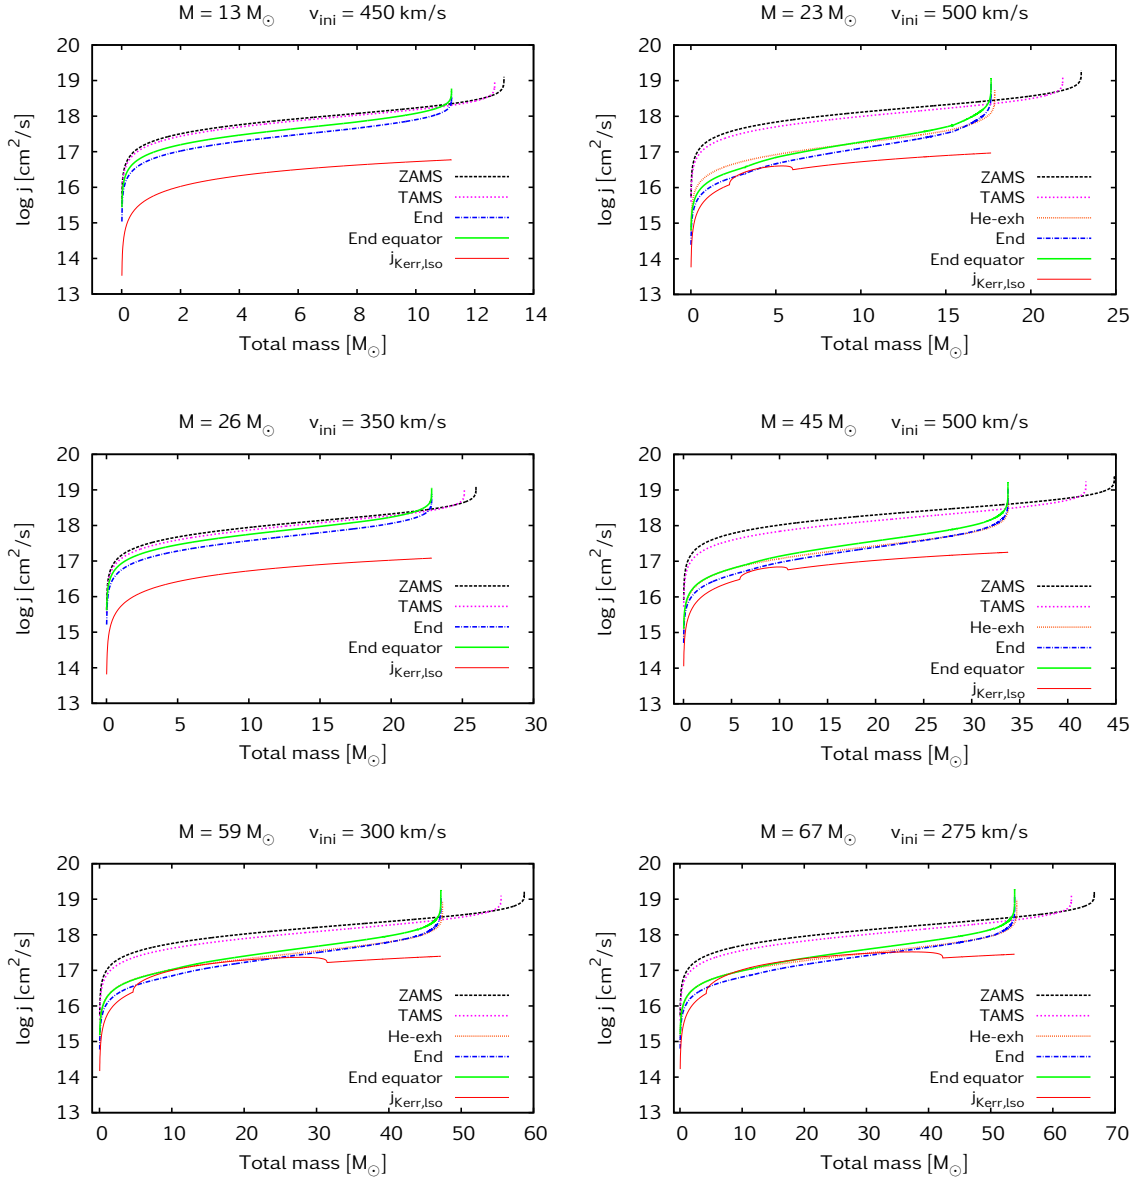 M = 13 M☉ v_ini = 450 km/s
log j [cm²/s]
20
19
18
17
16
15
14
13
ZAMS
TAMS
End
End equator
j_Kerr,lso
0 2 4 6 8 10 12 14
Total mass [M☉]
M = 23 M☉ v_ini = 500 km/s
log j [cm²/s]
20
19
18
17
16
15
14
13
ZAMS
TAMS
He-exh
End
End equator
j_Kerr,lso
0 5 10 15 20 25
Total mass [M☉]
M = 26 M☉ v_ini = 350 km/s
log j [cm²/s]
20
19
18
17
16
15
14
13
ZAMS
TAMS
End
End equator
j_Kerr,lso
0 5 10 15 20 25 30
Total mass [M☉]
M = 45 M☉ v_ini = 500 km/s
log j [cm²/s]
20
19
18
17
16
15
14
13
ZAMS
TAMS
He-exh
End
End equator
j_Kerr,lso
0 5 10 15 20 25 30 35 40 45
Total mass [M☉]
M = 59 M☉ v_ini = 300 km/s
log j [cm²/s]
20
19
18
17
16
15
14
13
ZAMS
TAMS
He-exh
End
End equator
j_Kerr,lso
0 10 20 30 40 50 60
Total mass [M☉]
M = 67 M☉ v_ini = 275 km/s
log j [cm²/s]
20
19
18
17
16
15
14
13
ZAMS
TAMS
He-exh
End
End equator
j_Kerr,lso
0 10 20 30 40 50 60 70
Total mass [M☉]